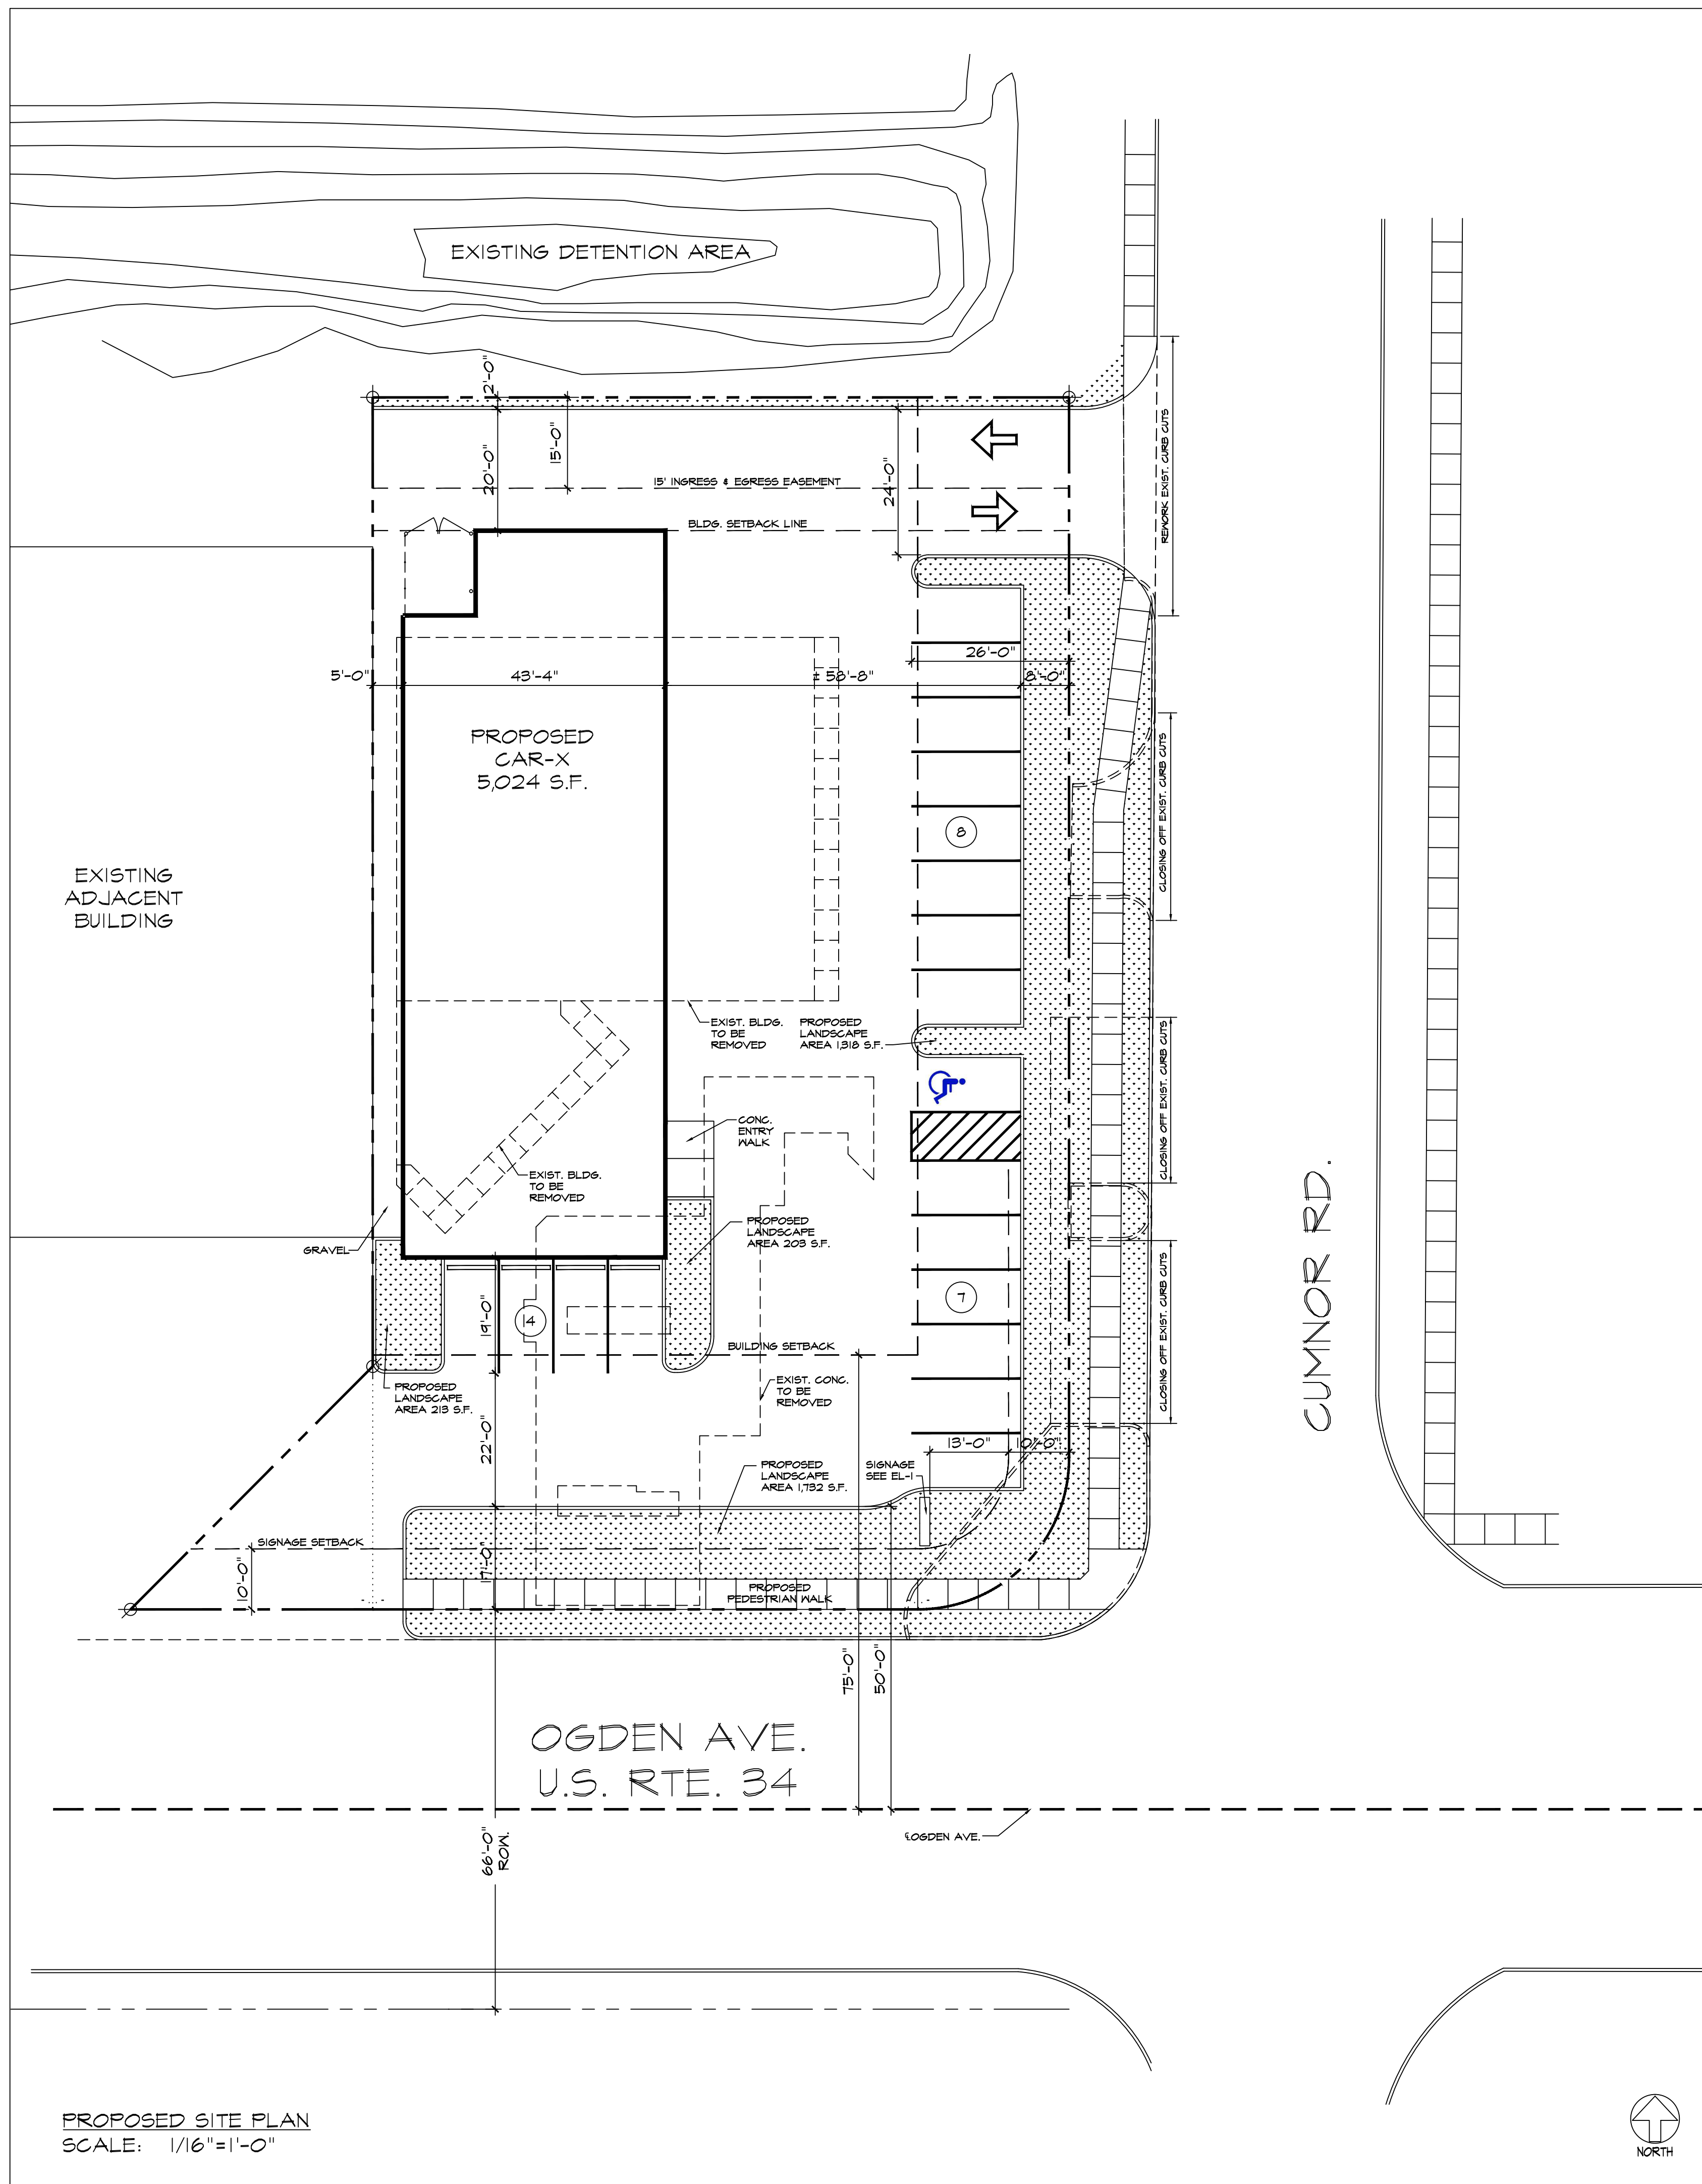 EXISTING DETENTION AREA
2'-0"
20'-0"
15'-0"
24'-0"
15' INGRESS & EGRESS EASEMENT
BLDG. SETBACK LINE
REWORK EXIST. CURB CUTS
26'-0"
5'-0"
43'-4"
± 58'-8"
8'-0"
PROPOSED
CAR-X
5,024 S.F.
CLOSING OFF EXIST. CURB CUTS
8
EXISTING
ADJACENT
BUILDING
EXIST. BLDG.
TO BE
REMOVED
PROPOSED
LANDSCAPE
AREA 1,318 S.F.
CLOSING OFF EXIST. CURB CUTS
CONC.
ENTRY
WALK
EXIST. BLDG.
TO BE
REMOVED
PROPOSED
LANDSCAPE
AREA 203 S.F.
GRAVEL
CUMNOR RD.
CLOSING OFF EXIST. CURB CUTS
19'-0"
14
7
BUILDING SETBACK
PROPOSED
LANDSCAPE
AREA 213 S.F.
EXIST. CONC.
TO BE
REMOVED
22'-0"
13'-0"
10'-0"
PROPOSED
LANDSCAPE
AREA 1,732 S.F.
SIGNAGE
SEE EL-1
SIGNAGE SETBACK
10'-0"
17'-0"
PROPOSED
PEDESTRIAN WALK
75'-0"
50'-0"
OGDEN AVE.
U.S. RTE. 34
℄OGDEN AVE.
66'-0"
ROW.
PROPOSED SITE PLAN
SCALE: 1/16"=1'-0"
NORTH